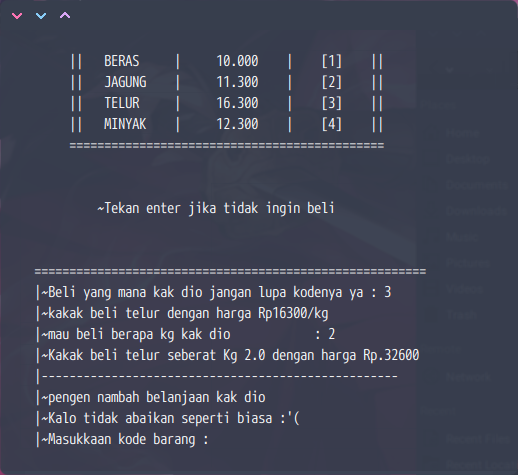 || BERAS | 10.000 | [1] ||
|| JAGUNG | 11.300 | [2] ||
|| TELUR | 16.300 | [3] ||
|| MINYAK | 12.300 | [4] ||
=============================================
~Tekan enter jika tidak ingin beli
========================================================
|~Beli yang mana kak dio jangan lupa kodenya ya : 3
|~kakak beli telur dengan harga Rp16300/kg
|~mau beli berapa kg kak dio : 2
|~Kakak beli telur seberat Kg 2.0 dengan harga Rp.32600
|---------------------------------------------------
|~pengen nambah belanjaan kak dio
|~Kalo tidak abaikan seperti biasa :'(
|~Masukkaan kode barang :